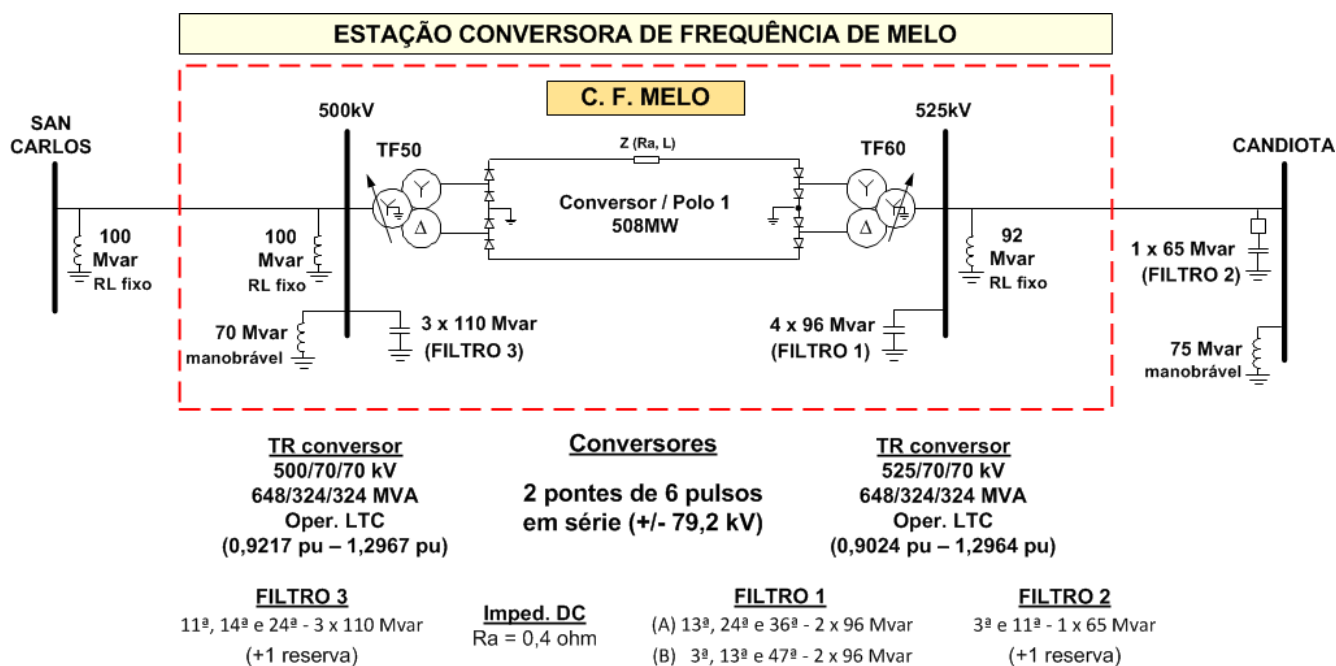 ESTAÇÃO CONVERSORA DE FREQUÊNCIA DE MELO
C. F. MELO
SAN
CARLOS
500kV
525kV
CANDIOTA
TF50
Z (Ra, L)
TF60
Y
Y
Y
Y
Δ
Δ
Conversor / Polo 1
508MW
100
Mvar
RL fixo
100
Mvar
RL fixo
92
Mvar
RL fixo
1 x 65 Mvar
(FILTRO 2)
70 Mvar
manobrável
3 x 110 Mvar
(FILTRO 3)
4 x 96 Mvar
(FILTRO 1)
75 Mvar
manobrável
TR conversor
500/70/70 kV
648/324/324 MVA
Oper. LTC
(0,9217 pu – 1,2967 pu)
Conversores
2 pontes de 6 pulsos
em série (+/- 79,2 kV)
TR conversor
525/70/70 kV
648/324/324 MVA
Oper. LTC
(0,9024 pu – 1,2964 pu)
FILTRO 3
11ª, 14ª e 24ª - 3 x 110 Mvar
(+1 reserva)
Imped. DC
Ra = 0,4 ohm
FILTRO 1
(A) 13ª, 24ª e 36ª - 2 x 96 Mvar
(B) 3ª, 13ª e 47ª - 2 x 96 Mvar
FILTRO 2
3ª e 11ª - 1 x 65 Mvar
(+1 reserva)